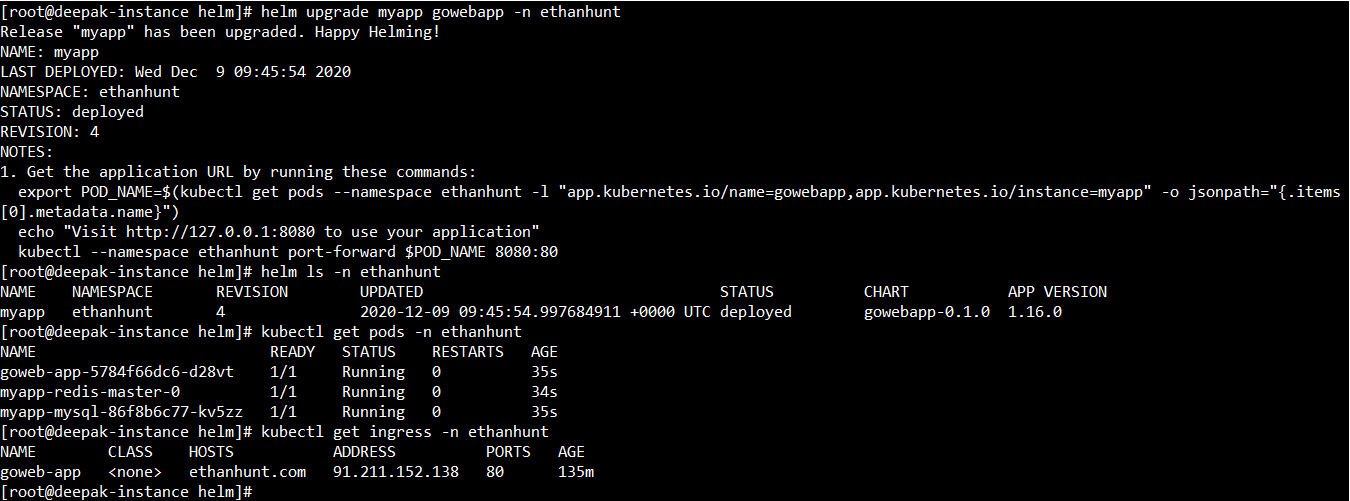 [root@deepak-instance helm]# helm upgrade myapp gowebapp -n ethanhunt
Release "myapp" has been upgraded. Happy Helming!
NAME: myapp
LAST DEPLOYED: Wed Dec  9 09:45:54 2020
NAMESPACE: ethanhunt
STATUS: deployed
REVISION: 4
NOTES:
1. Get the application URL by running these commands:
  export POD_NAME=$(kubectl get pods --namespace ethanhunt -l "app.kubernetes.io/name=gowebapp,app.kubernetes.io/instance=myapp" -o jsonpath="{.items
[0].metadata.name}")
  echo "Visit http://127.0.0.1:8080 to use your application"
  kubectl --namespace ethanhunt port-forward $POD_NAME 8080:80
[root@deepak-instance helm]# helm ls -n ethanhunt
NAME    NAMESPACE       REVISION        UPDATED                                 STATUS          CHART           APP VERSION
myapp   ethanhunt       4               2020-12-09 09:45:54.997684911 +0000 UTC deployed        gowebapp-0.1.0  1.16.0
[root@deepak-instance helm]# kubectl get pods -n ethanhunt
NAME                          READY   STATUS    RESTARTS   AGE
goweb-app-5784f66dc6-d28vt    1/1     Running   0          35s
myapp-redis-master-0          1/1     Running   0          34s
myapp-mysql-86f8b6c77-kv5zz   1/1     Running   0          35s
[root@deepak-instance helm]# kubectl get ingress -n ethanhunt
NAME        CLASS    HOSTS           ADDRESS          PORTS   AGE
goweb-app   <none>   ethanhunt.com   91.211.152.138   80      135m
[root@deepak-instance helm]#